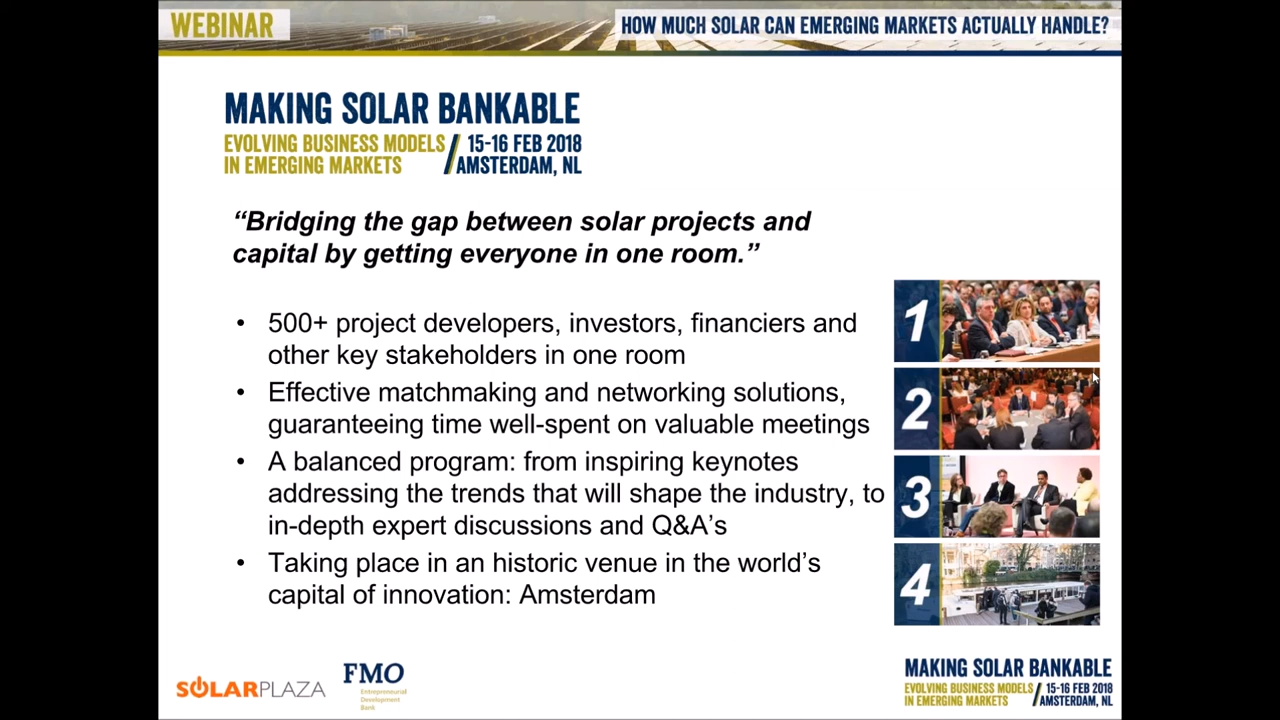 WEBINAR
HOW MUCH SOLAR CAN EMERGING MARKETS ACTUALLY HANDLE?
MAKING SOLAR BANKABLE
EVOLVING BUSINESS MODELS / 15-16 FEB 2018
IN EMERGING MARKETS / AMSTERDAM, NL
“Bridging the gap between solar projects and
capital by getting everyone in one room.”
• 500+ project developers, investors, financiers and
other key stakeholders in one room
• Effective matchmaking and networking solutions,
guaranteeing time well-spent on valuable meetings
• A balanced program: from inspiring keynotes
addressing the trends that will shape the industry, to
in-depth expert discussions and Q&A’s
• Taking place in an historic venue in the world’s
capital of innovation: Amsterdam
1
2
3
4
SOLARPLAZA
FMO
Entrepreneurial
Development
Bank
MAKING SOLAR BANKABLE
EVOLVING BUSINESS MODELS / 15-16 FEB 2018
IN EMERGING MARKETS / AMSTERDAM, NL